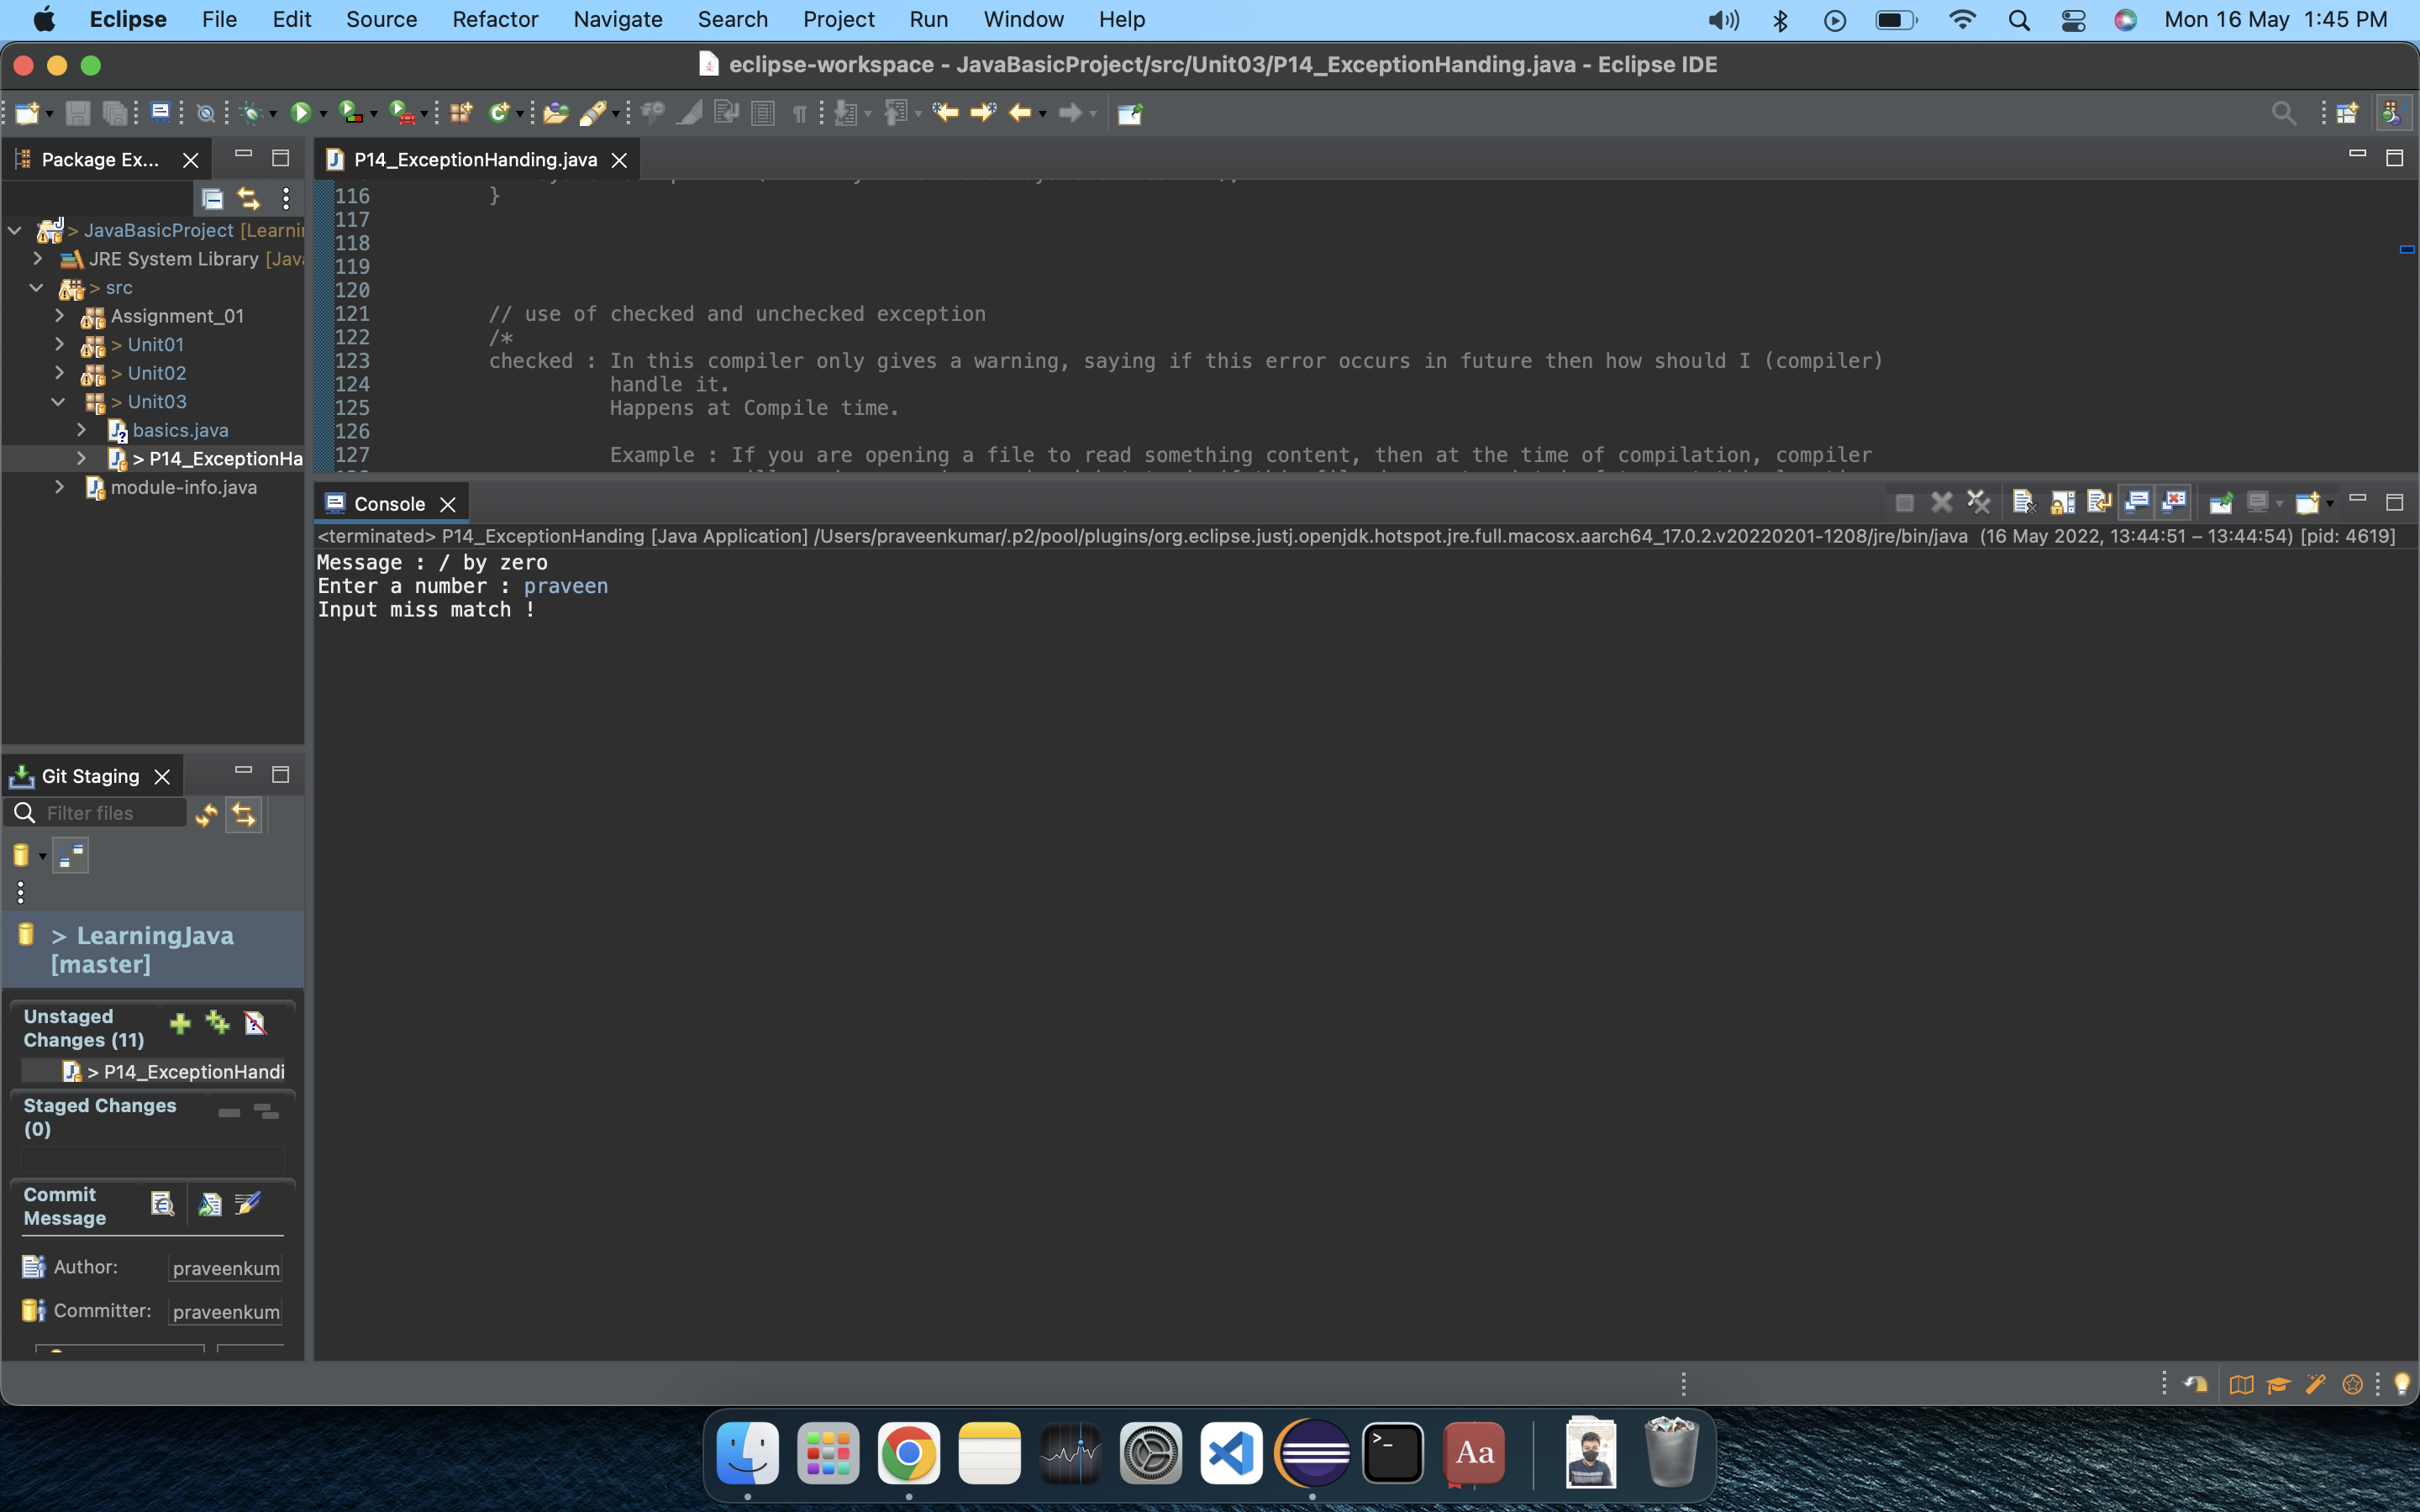 Eclipse File Edit Source Refactor Navigate Search Project Run Window Help Mon 16 May 1:45 PM
eclipse-workspace - JavaBasicProject/src/Unit03/P14_ExceptionHanding.java - Eclipse IDE
Package Ex...
> JavaBasicProject [Learni
JRE System Library [Jav
> src
Assignment_01
> Unit01
> Unit02
> Unit03
basics.java
> P14_ExceptionHa
module-info.java
P14_ExceptionHanding.java
116 }
117
118
119
120
121 // use of checked and unchecked exception
122 /*
123 checked : In this compiler only gives a warning, saying if this error occurs in future then how should I (compiler)
124 handle it.
125 Happens at Compile time.
126
127 Example : If you are opening a file to read something content, then at the time of compilation, compiler
Console
<terminated> P14_ExceptionHanding [Java Application] /Users/praveenkumar/.p2/pool/plugins/org.eclipse.justj.openjdk.hotspot.jre.full.macosx.aarch64_17.0.2.v20220201-1208/jre/bin/java (16 May 2022, 13:44:51 – 13:44:54) [pid: 4619]
Message : / by zero
Enter a number : praveen
Input miss match !
Git Staging
Filter files
> LearningJava
[master]
Unstaged
Changes (11)
> P14_ExceptionHandi
Staged Changes
(0)
Commit
Message
Author: praveenkum
Committer: praveenkum
>_
Aa